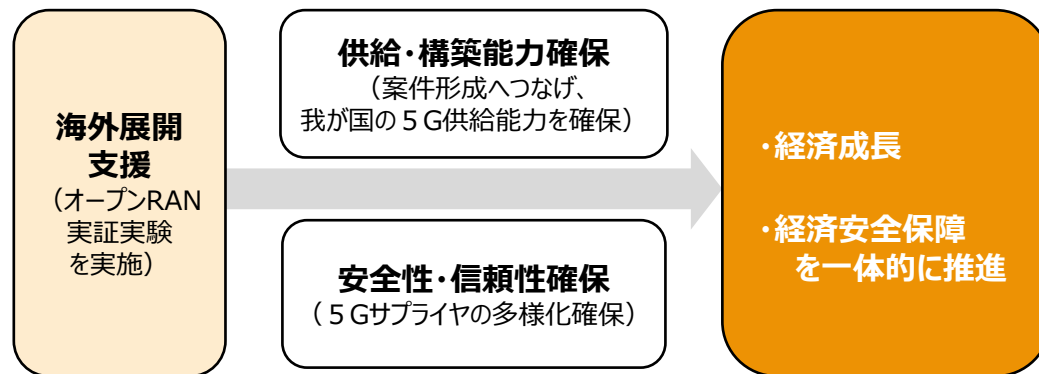 海外展開
支援
（オープンRAN
実証実験
を実施）
供給・構築能力確保
（案件形成へつなげ、
我が国の５G供給能力を確保）
安全性・信頼性確保
（５Gサプライヤの多様化確保）
・経済成長
・経済安全保障
を一体的に推進